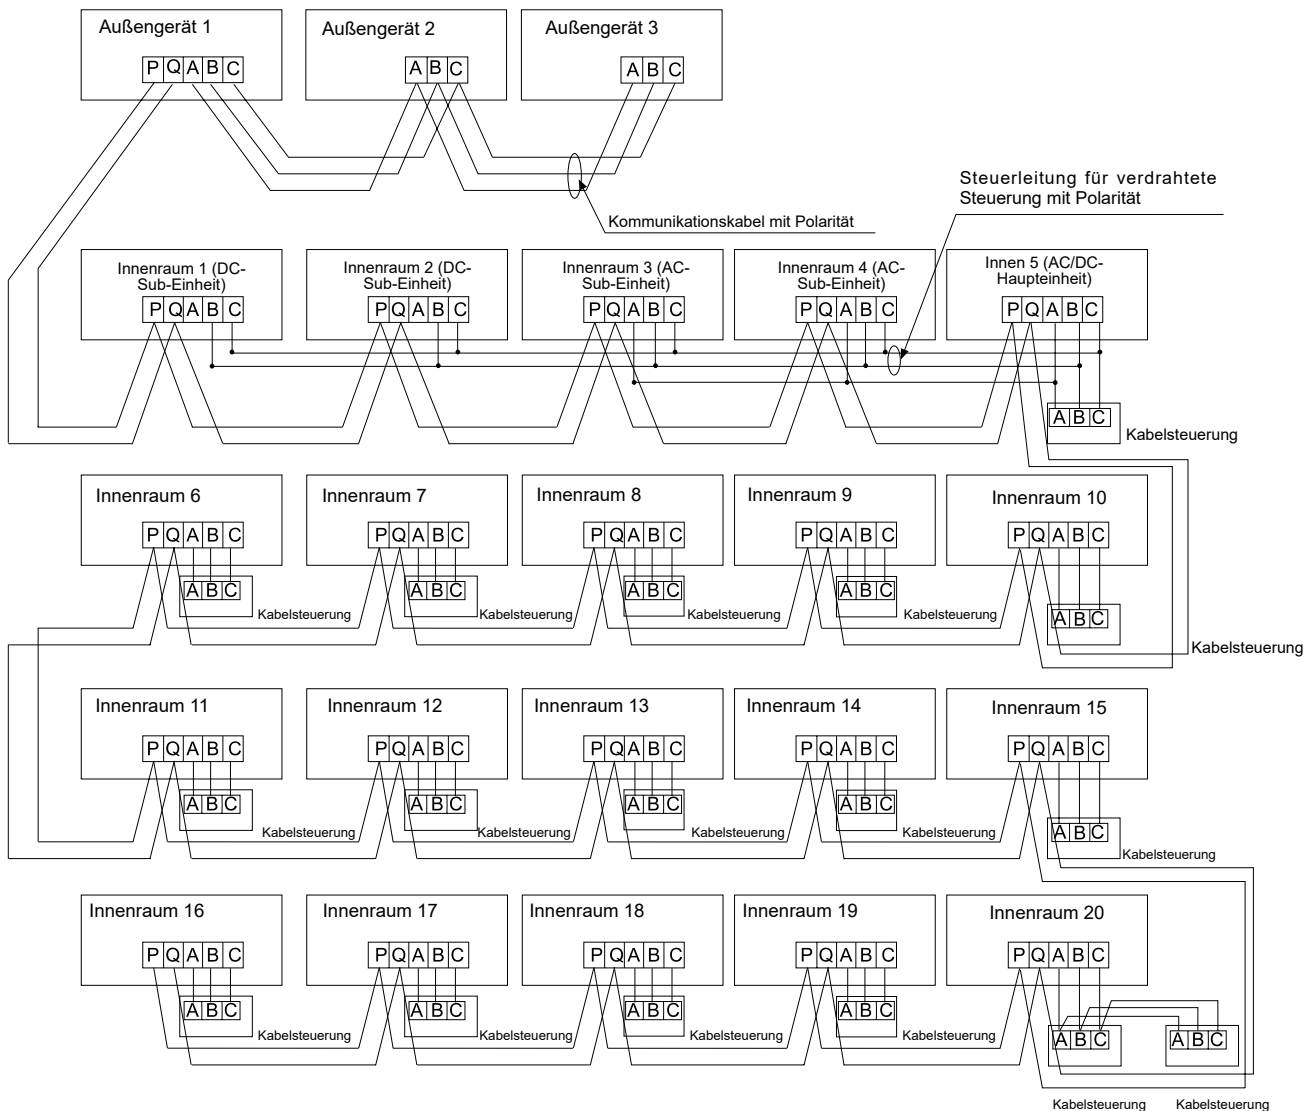 Außengerät 1
Außengerät 2
Außengerät 3
P Q A B C
A B C
A B C
Steuerleitung für verdrahtete
Steuerung mit Polarität
Kommunikationskabel mit Polarität
Innenraum 1 (DC-
Sub-Einheit)
Innenraum 2 (DC-
Sub-Einheit)
Innenraum 3 (AC-
Sub-Einheit)
Innenraum 4 (AC-
Sub-Einheit)
Innen 5 (AC/DC-
Haupteinheit)
P Q A B C
P Q A B C
P Q A B C
P Q A B C
P Q A B C
A B C
Kabelsteuerung
Innenraum 6
Innenraum 7
Innenraum 8
Innenraum 9
Innenraum 10
P Q A B C
P Q A B C
P Q A B C
P Q A B C
P Q A B C
A B C
Kabelsteuerung
A B C
Kabelsteuerung
A B C
Kabelsteuerung
A B C
Kabelsteuerung
A B C
Kabelsteuerung
Innenraum 11
Innenraum 12
Innenraum 13
Innenraum 14
Innenraum 15
P Q A B C
P Q A B C
P Q A B C
P Q A B C
P Q A B C
A B C
Kabelsteuerung
A B C
Kabelsteuerung
A B C
Kabelsteuerung
A B C
Kabelsteuerung
A B C
Kabelsteuerung
Innenraum 16
Innenraum 17
Innenraum 18
Innenraum 19
Innenraum 20
P Q A B C
P Q A B C
P Q A B C
P Q A B C
P Q A B C
A B C
Kabelsteuerung
A B C
Kabelsteuerung
A B C
Kabelsteuerung
A B C
Kabelsteuerung
A B C
A B C
Kabelsteuerung
Kabelsteuerung